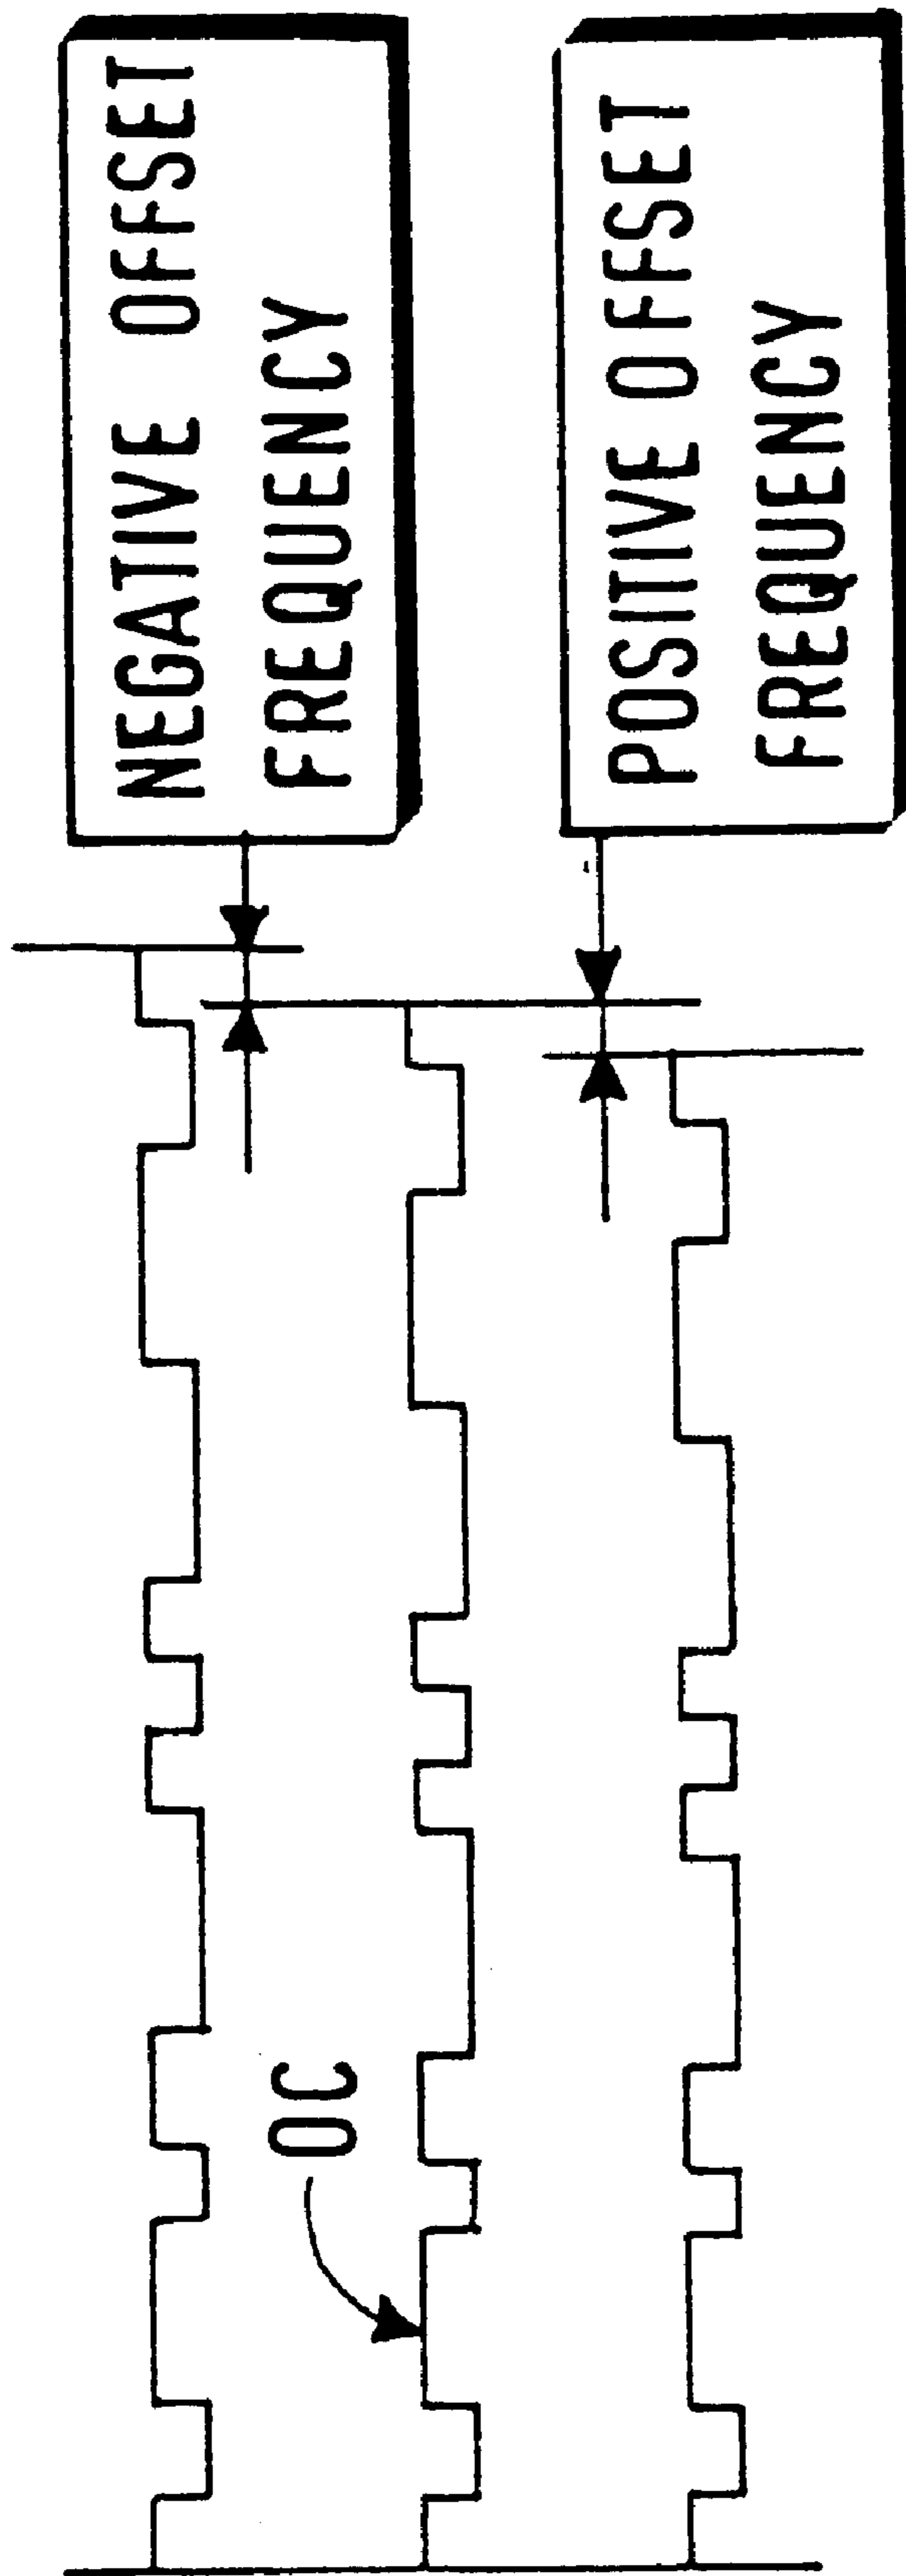 NEGATIVE OFFSET
FREQUENCY
POSITIVE OFFSET
FREQUENCY
OC